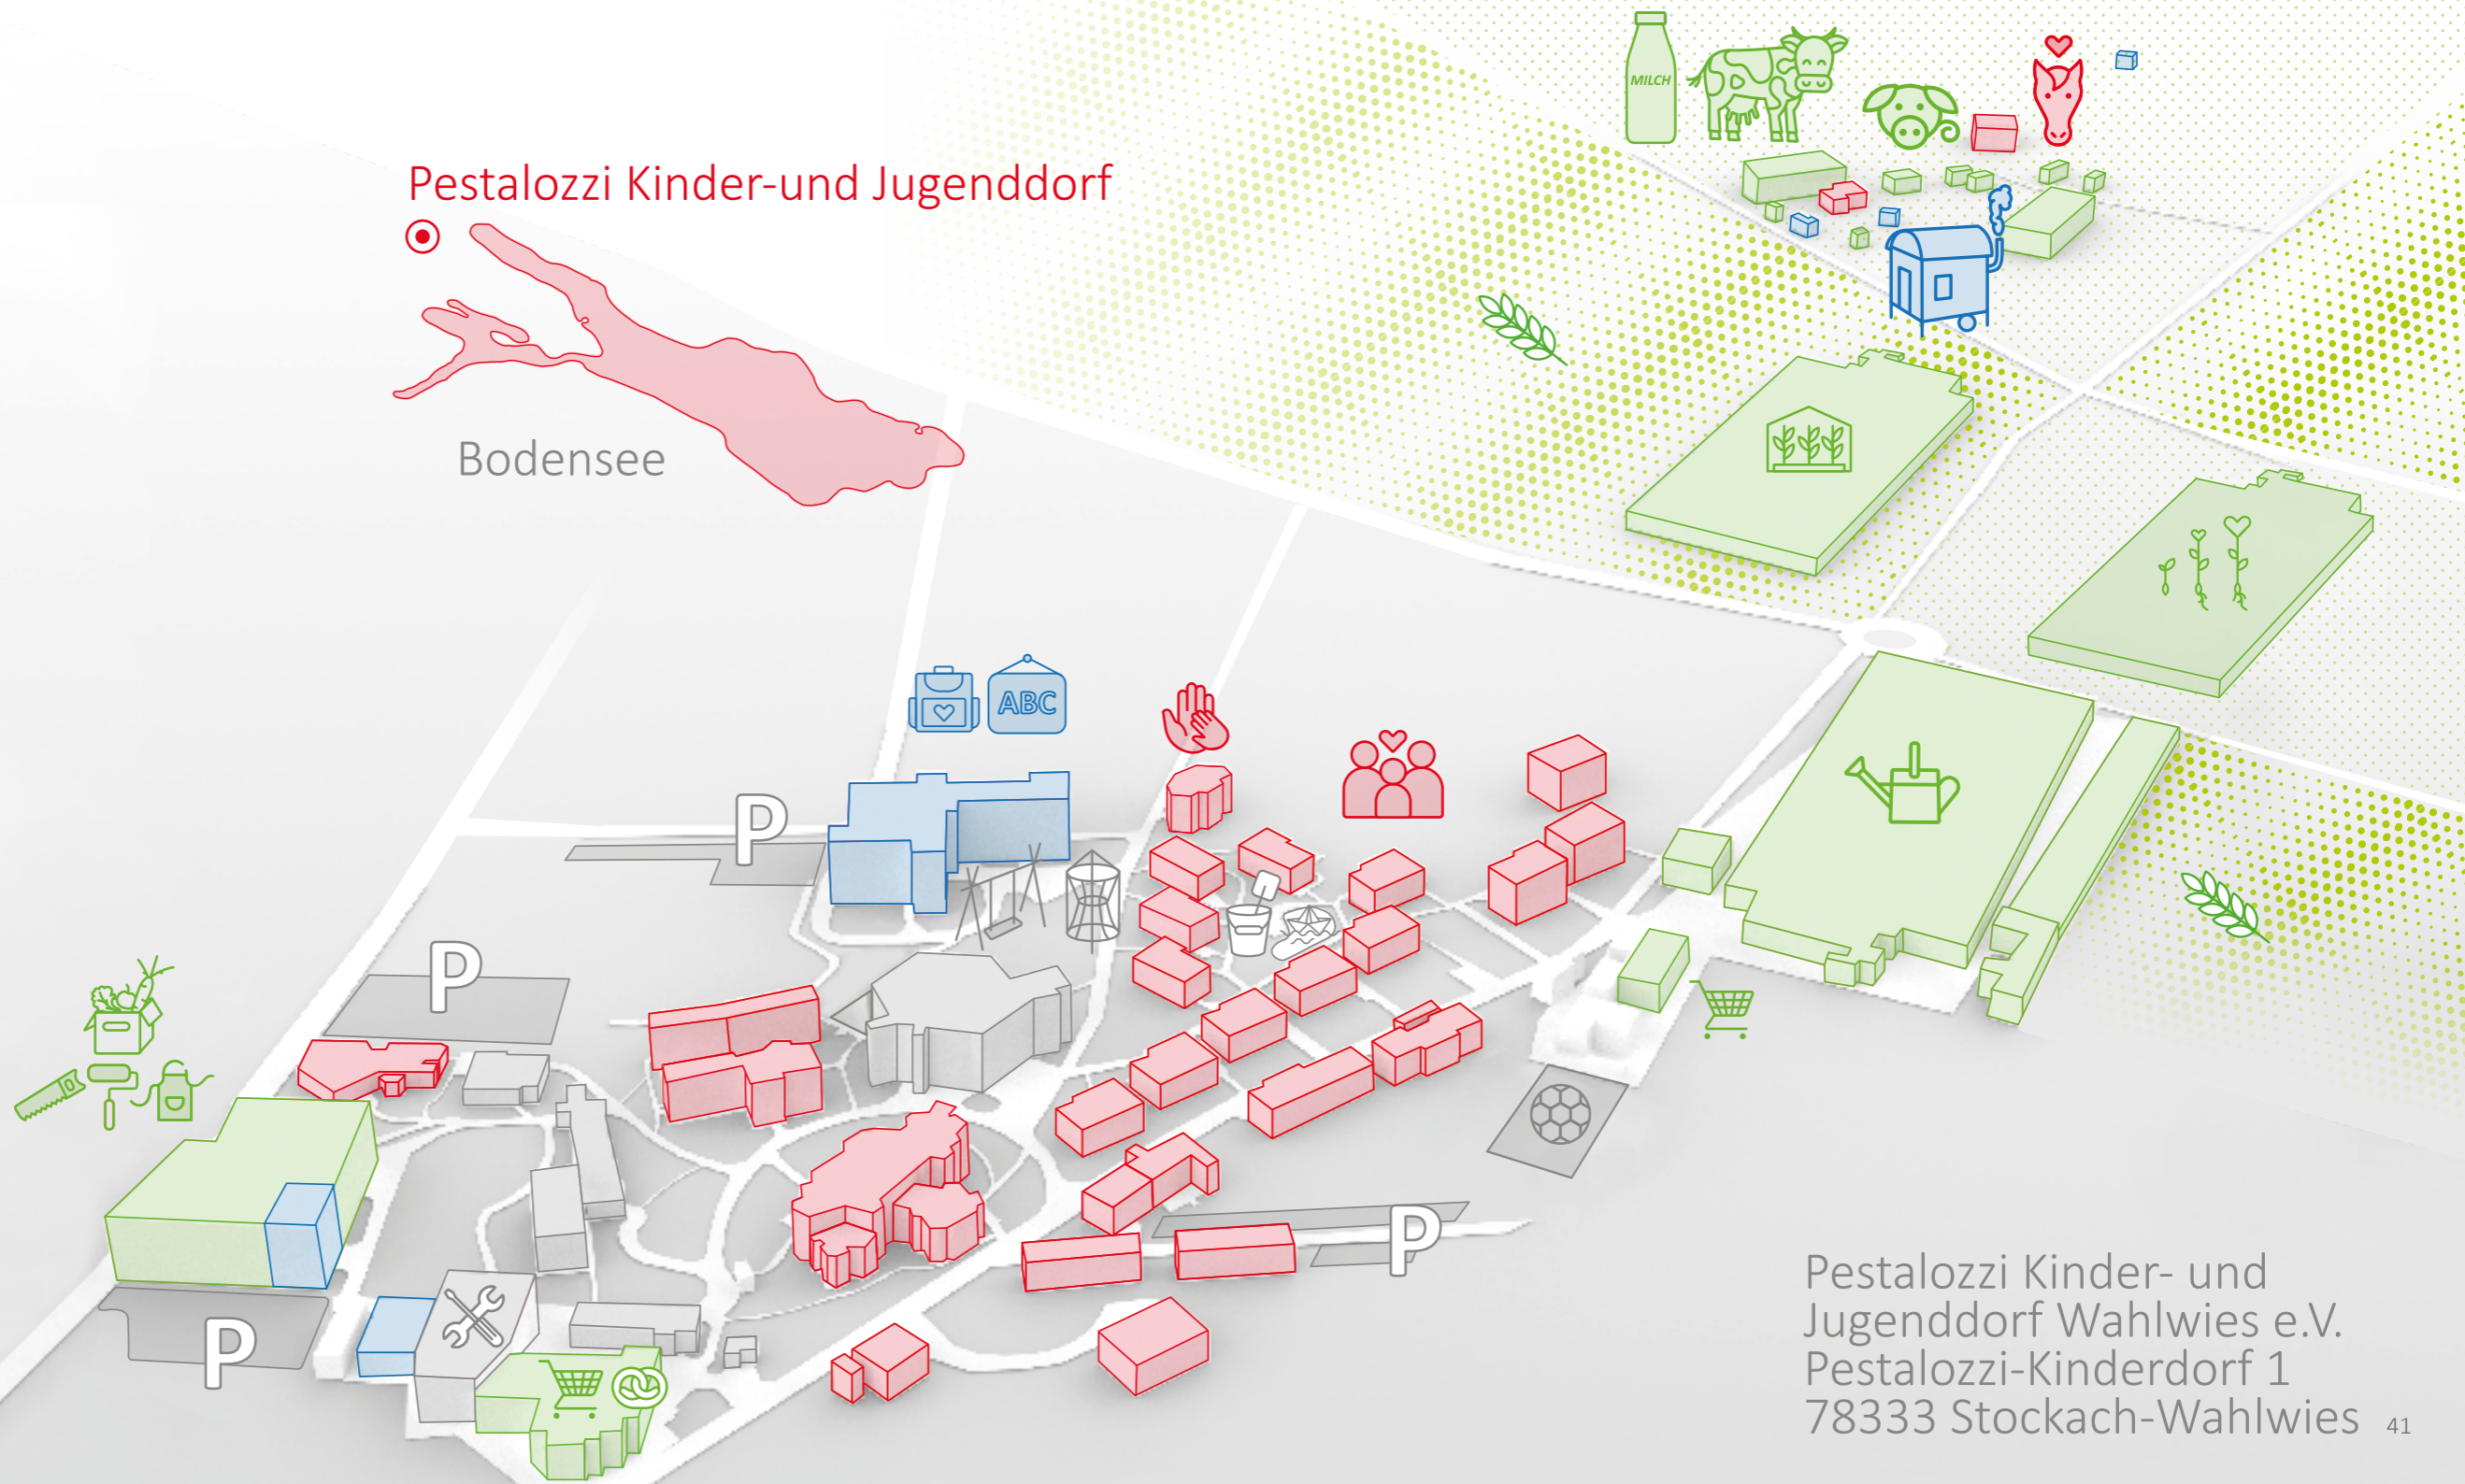 MILCH
Pestalozzi Kinder-und Jugenddorf
Bodensee
ABC
P
P
P
P
Pestalozzi Kinder- und
Jugenddorf Wahlwies e.V.
Pestalozzi-Kinderdorf 1
78333 Stockach-Wahlwies
41